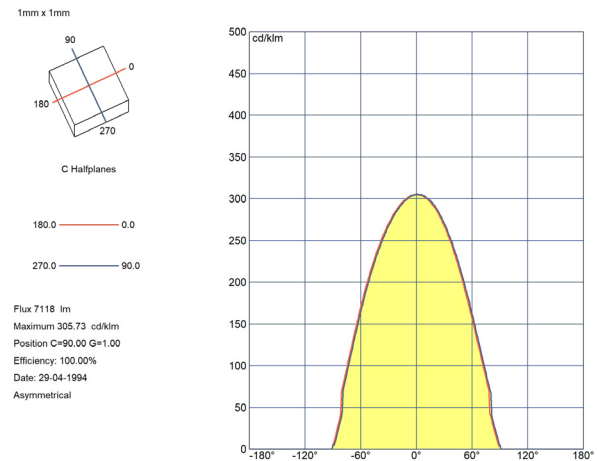 1mm x 1mm
90
0
180
270
C Halfplanes
180.0 0.0
270.0 90.0
Flux 7118 lm
Maximum 305.73 cd/klm
Position C=90.00 G=1.00
Efficiency: 100.00%
Date: 29-04-1994
Asymmetrical
500
cd/klm
450
400
350
300
250
200
150
100
50
0
-180° -120° -60° 0° 60° 120° 180°